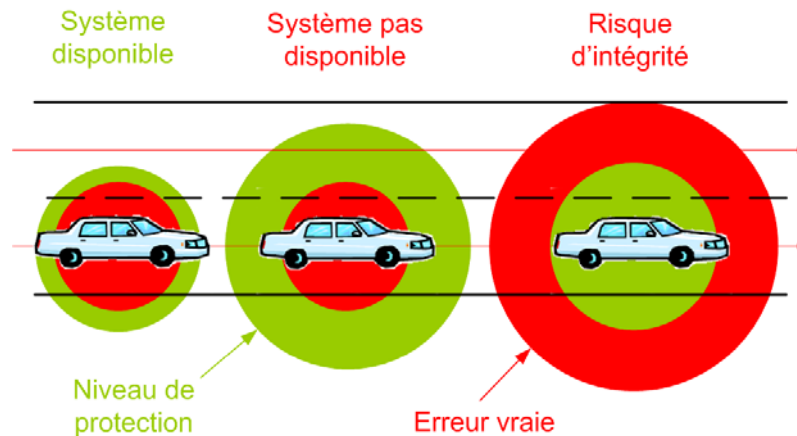 Système
disponible
Système pas
disponible
Risque
d'intégrité
Niveau de
protection
Erreur vraie